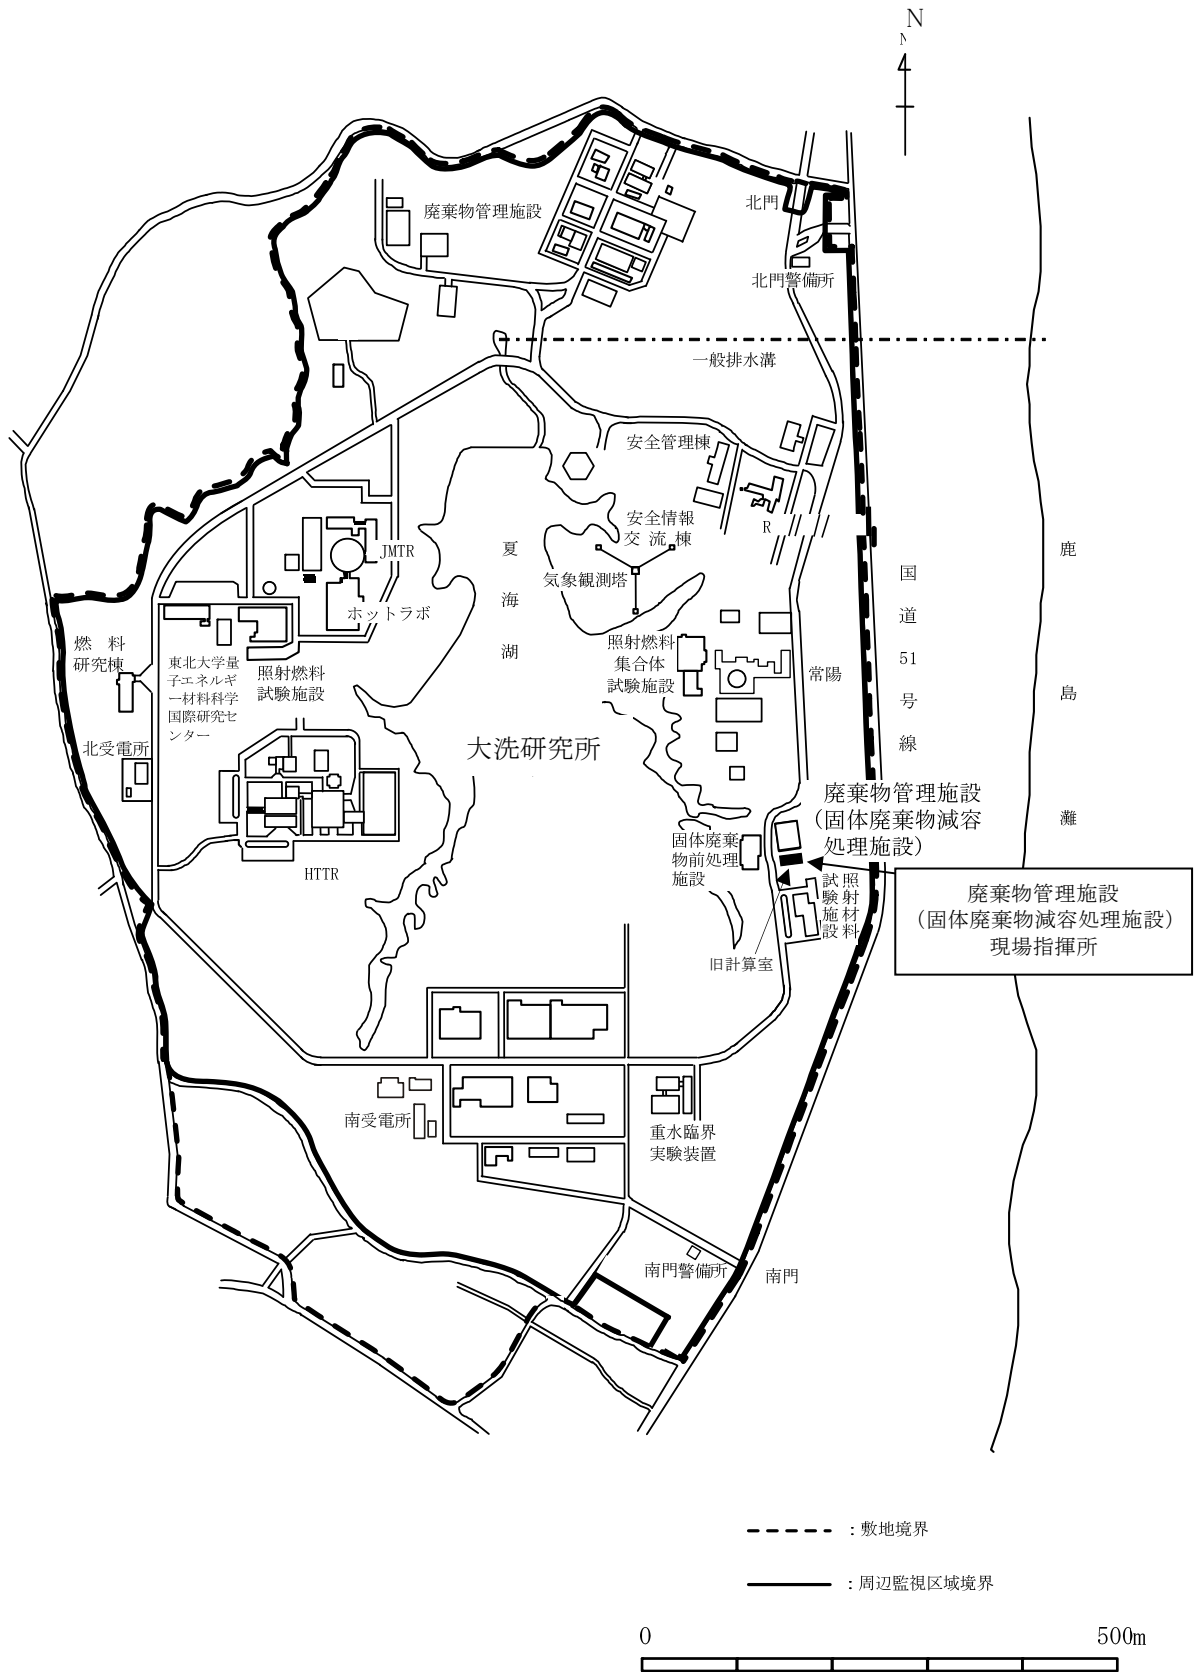 N
N
北門
廃棄物管理施設
北門警備所
一般排水溝
安全管理棟
安全情報
交流棟
R
JMTR
夏海湖
気象観測塔
鹿島灘
国道51号線
ホットラボ
燃料
研究棟
東北大学量
子エネルギ
ー材料科学
国際研究セ
ンター
照射燃料
試験施設
照射燃料
集合体
試験施設
常陽
北受電所
大洗研究所
廃棄物管理施設
(固体廃棄物減容
処理施設)
固体廃棄
物前処理
施設
HTTR
照射材料
試験施設
廃棄物管理施設
(固体廃棄物減容処理施設)
現場指揮所
旧計算室
南受電所
重水臨界
実験装置
南門警備所
南門
:敷地境界
:周辺監視区域境界
0
500m